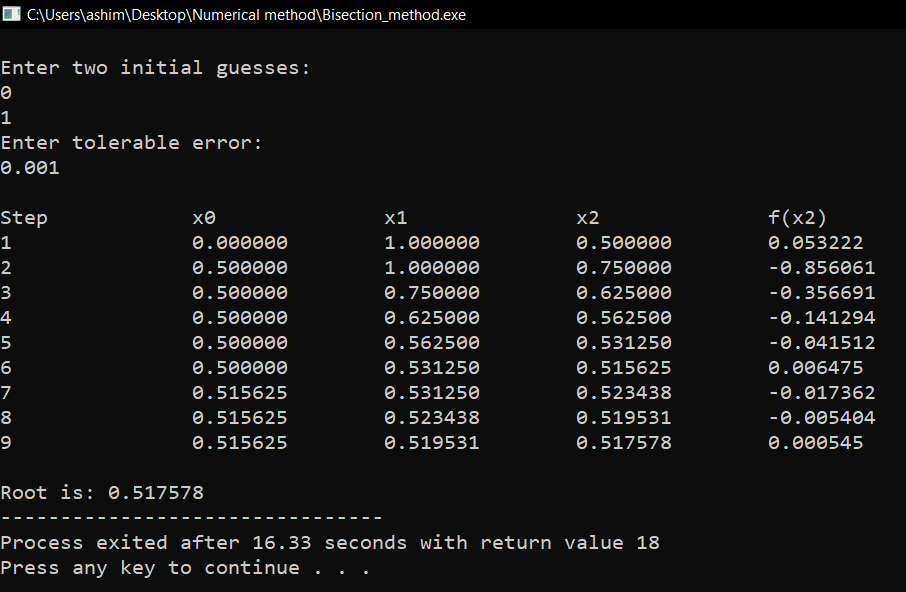 C:\Users\ashim\Desktop\Numerical method\Bisection_method.exe
Enter two initial guesses:
0
1
Enter tolerable error:
0.001
Step x0 x1 x2 f(x2)
1 0.000000 1.000000 0.500000 0.053222
2 0.500000 1.000000 0.750000 -0.856061
3 0.500000 0.750000 0.625000 -0.356691
4 0.500000 0.625000 0.562500 -0.141294
5 0.500000 0.562500 0.531250 -0.041512
6 0.500000 0.531250 0.515625 0.006475
7 0.515625 0.531250 0.523438 -0.017362
8 0.515625 0.523438 0.519531 -0.005404
9 0.515625 0.519531 0.517578 0.000545
Root is: 0.517578
--------------------------------
Process exited after 16.33 seconds with return value 18
Press any key to continue . . .